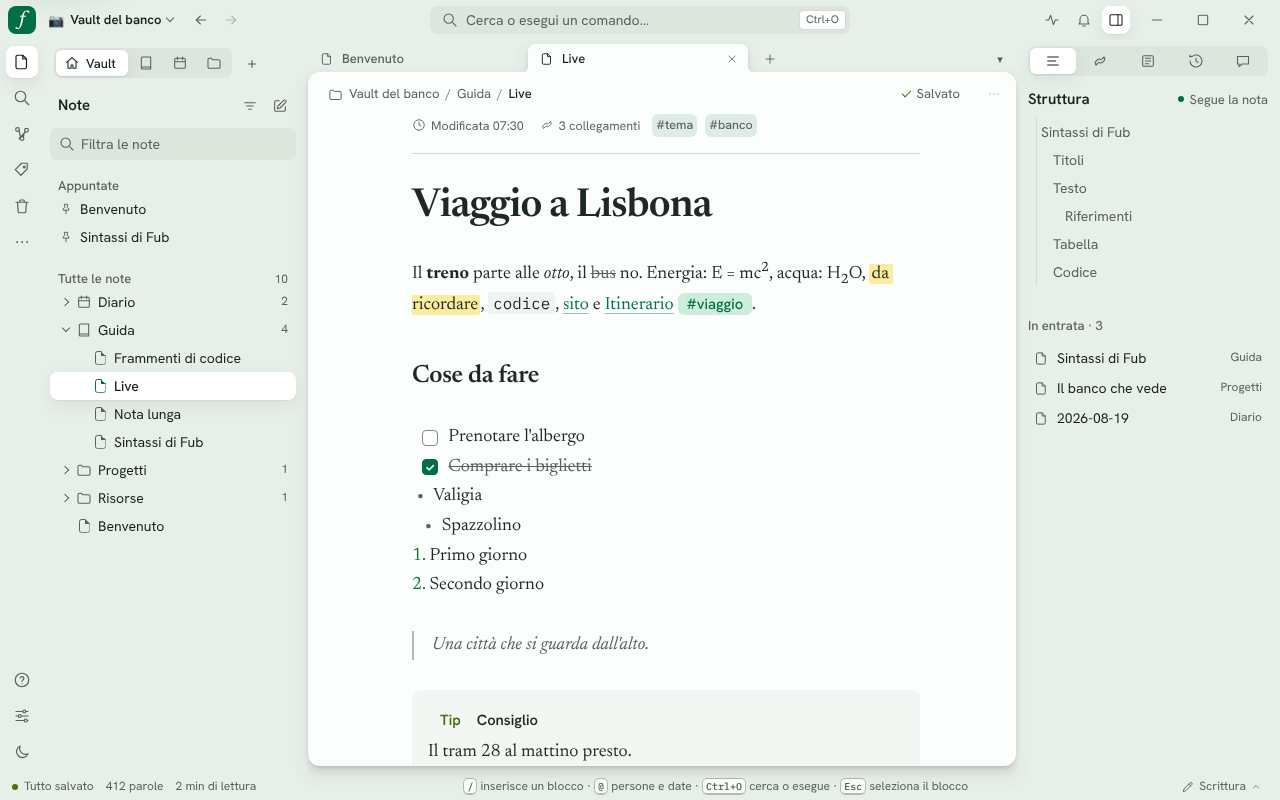 f Vault del banco
Cerca o esegui un comando... Ctrl+O
Vault
Note
Filtra le note
Appuntate
Benvenuto
Sintassi di Fub
Tutte le note 10
Diario 2
Guida 4
Frammenti di codice
Live
Nota lunga
Sintassi di Fub
Progetti 1
Risorse 1
Benvenuto
Benvenuto
Live
Vault del banco / Guida / Live
Salvato
Modificata 07:30 3 collegamenti #tema #banco
Viaggio a Lisbona
Il treno parte alle otto, il bus no. Energia: E = mc², acqua: H₂O, da
ricordare, codice, sito e Itinerario #viaggio.
Cose da fare
Prenotare l'albergo
Comprare i biglietti
• Valigia
• Spazzolino
1. Primo giorno
2. Secondo giorno
Una città che si guarda dall'alto.
Tip Consiglio
Il tram 28 al mattino presto.
Struttura Segue la nota
Sintassi di Fub
Titoli
Testo
Riferimenti
Tabella
Codice
In entrata · 3
Sintassi di Fub Guida
Il banco che vede Progetti
2026-08-19 Diario
Tutto salvato 412 parole 2 min di lettura
/ inserisce un blocco · @ persone e date · Ctrl+O cerca o esegue · Esc seleziona il blocco
Scrittura